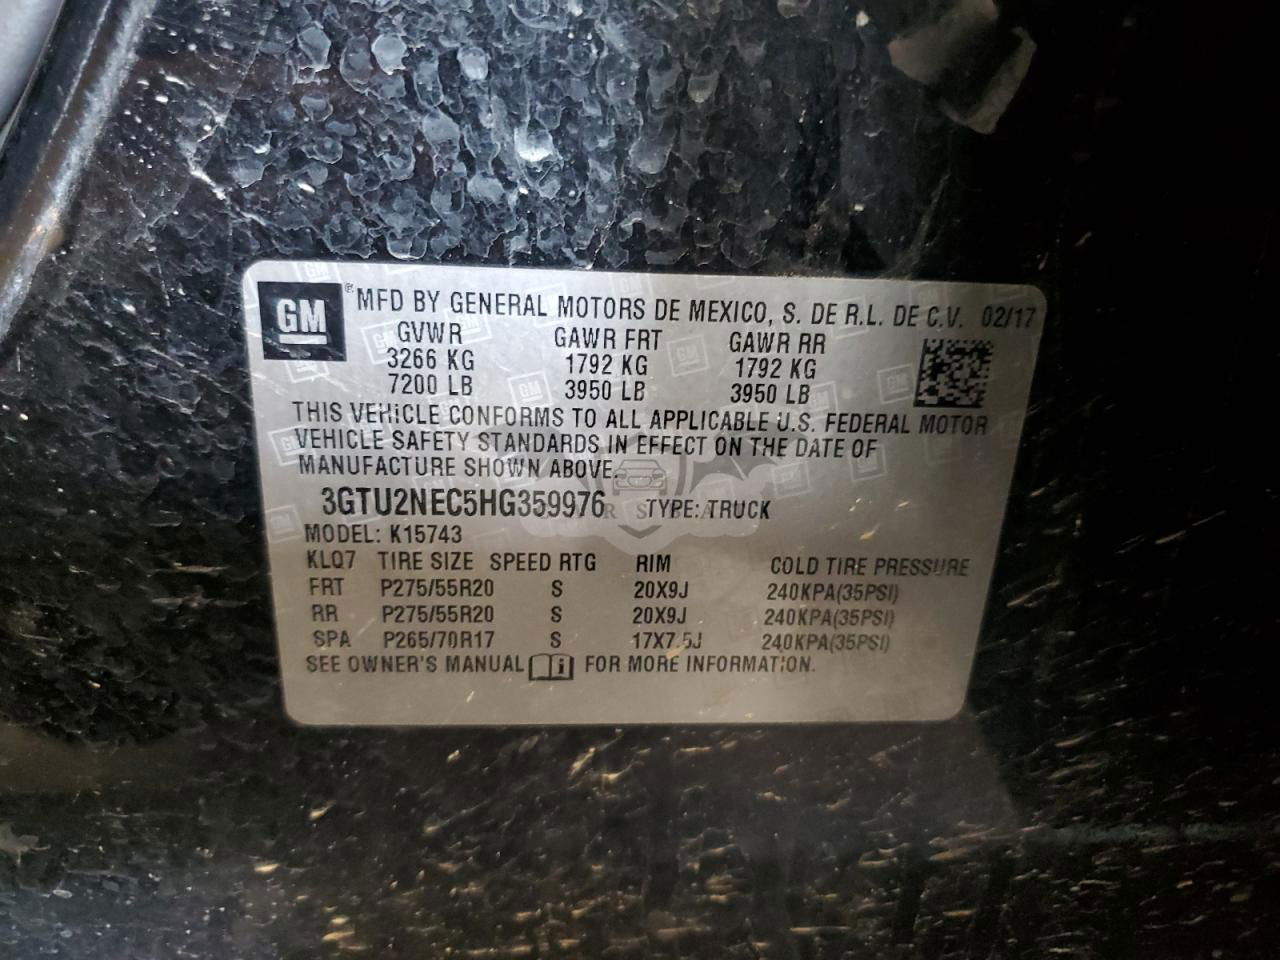 GM ® MFD BY GENERAL MOTORS DE MEXICO, S. DE R.L. DE C.V. 02/17
GVWR GAWR FRT GAWR RR
3266 KG 1792 KG 1792 KG
7200 LB 3950 LB 3950 LB
THIS VEHICLE CONFORMS TO ALL APPLICABLE U.S. FEDERAL MOTOR
VEHICLE SAFETY STANDARDS IN EFFECT ON THE DATE OF
MANUFACTURE SHOWN ABOVE.
3GTU2NEC5HG359976 TYPE: TRUCK
MODEL: K15743
KLQ7 TIRE SIZE SPEED RTG RIM COLD TIRE PRESSURE
FRT P275/55R20 S 20X9J 240KPA(35PSI)
RR P275/55R20 S 20X9J 240KPA(35PSI)
SPA P265/70R17 S 17X7.5J 240KPA(35PSI)
SEE OWNER'S MANUAL i FOR MORE INFORMATION.